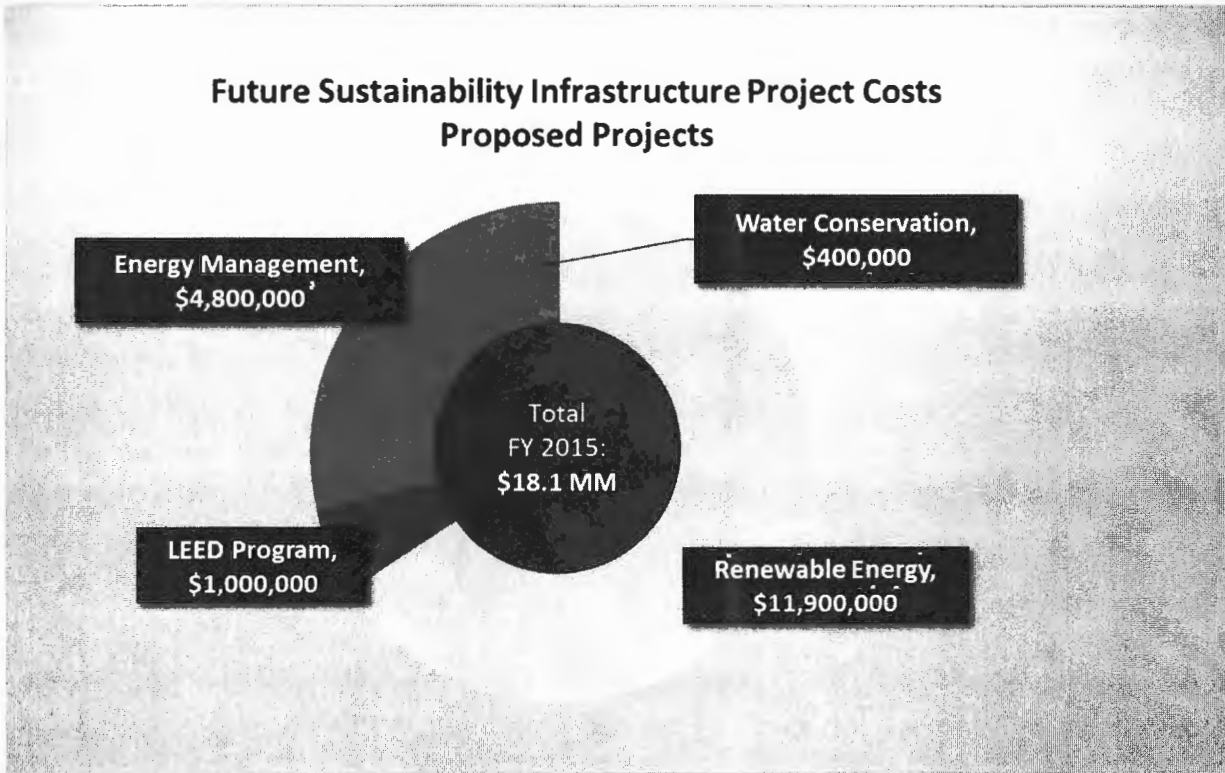 Future Sustainability Infrastructure Project Costs
Proposed Projects
Water Conservation,
$400,000
Energy Management,
$4,800,000
Total
FY 2015:
$18.1 MM
LEED Program,
$1,000,000
Renewable Energy,
$11,900,000